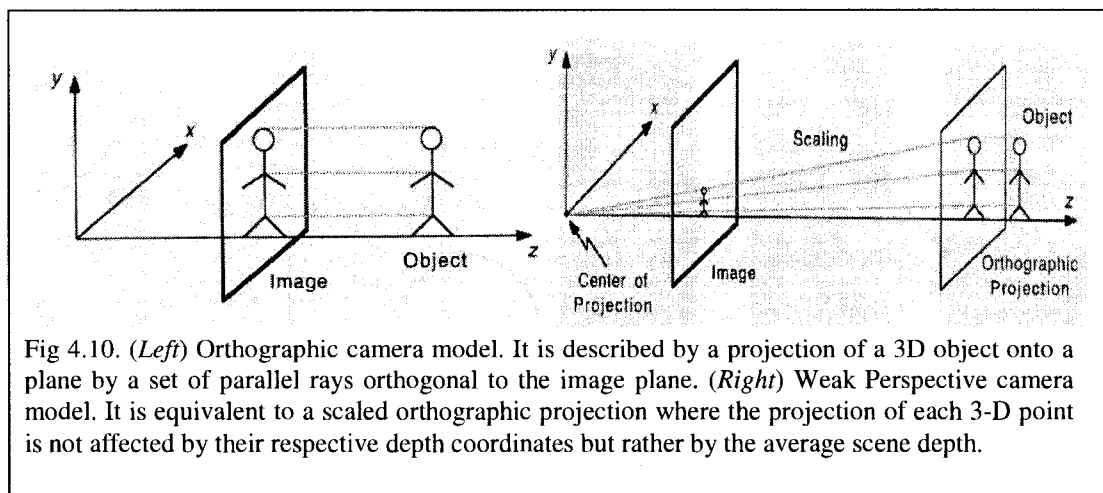 y
x
z
Image
Object
y
x
z
Scaling
Object
Center of
Projection
Image
Orthographic
Projection
Fig 4.10. (Left) Orthographic camera model. It is described by a projection of a 3D object onto a
plane by a set of parallel rays orthogonal to the image plane. (Right) Weak Perspective camera
model. It is equivalent to a scaled orthographic projection where the projection of each 3-D point
is not affected by their respective depth coordinates but rather by the average scene depth.